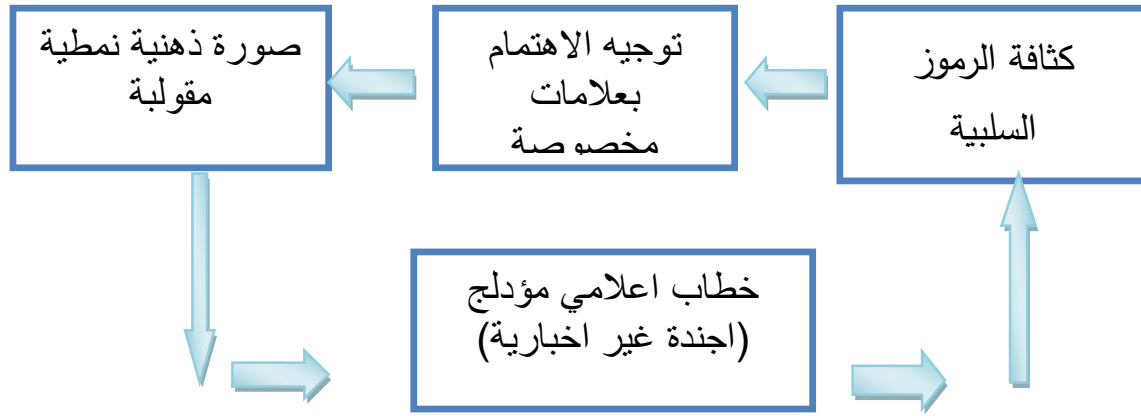 كثافة الرموز
السلبية
توجيه الاهتمام
بعلامات
مخصوصة
صورة ذهنية نمطية
مقولبة
خطاب اعلامي مؤدلج
(اجندة غير اخبارية)